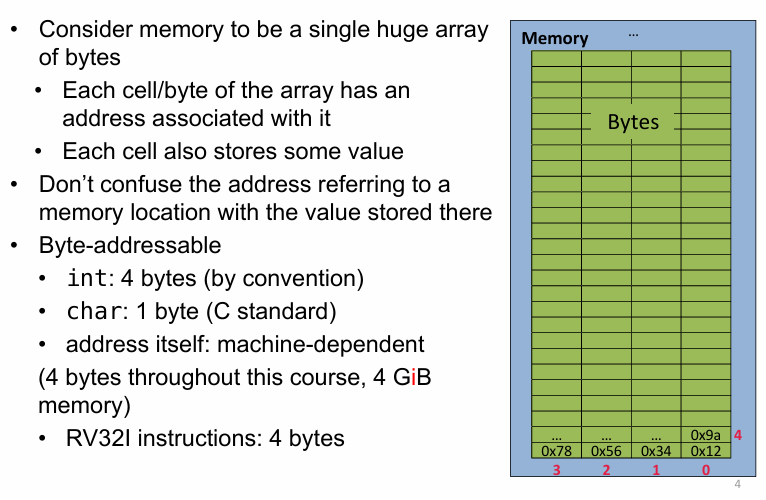 • Consider memory to be a single huge array
of bytes
• Each cell/byte of the array has an
address associated with it
• Each cell also stores some value
• Don’t confuse the address referring to a
memory location with the value stored there
• Byte-addressable
• int: 4 bytes (by convention)
• char: 1 byte (C standard)
• address itself: machine-dependent
(4 bytes throughout this course, 4 GiB
memory)
• RV32I instructions: 4 bytes
Memory ...
Bytes
... ... ... 0x9a 4
0x78 0x56 0x34 0x12
3 2 1 0
4